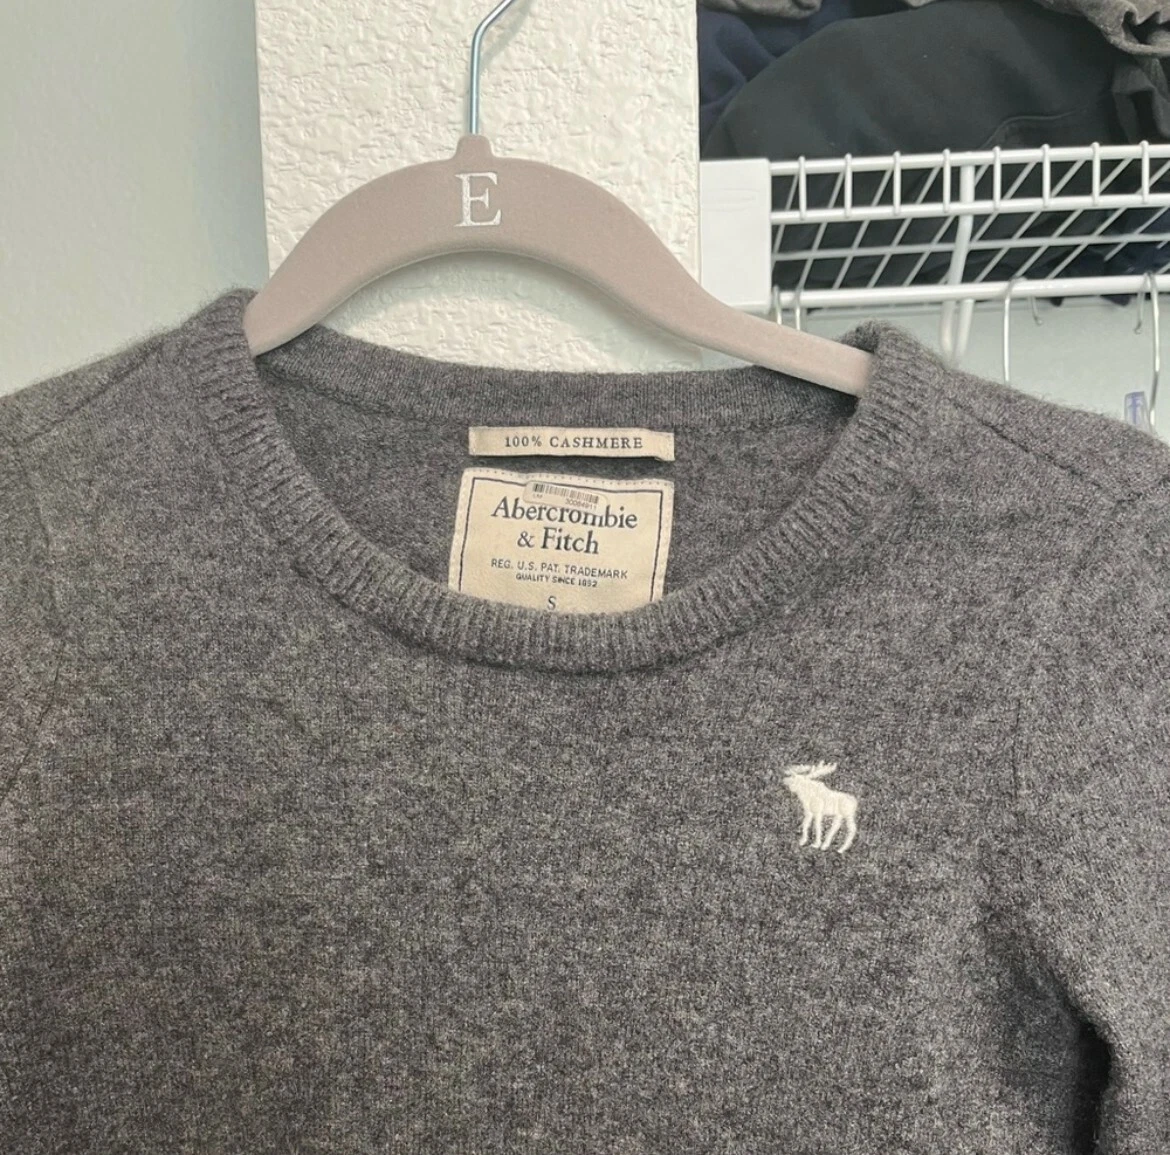 E
100% CASHMERE
Abercrombie
& Fitch
REG. U.S. PAT. TRADEMARK
QUALITY SINCE 1892
S